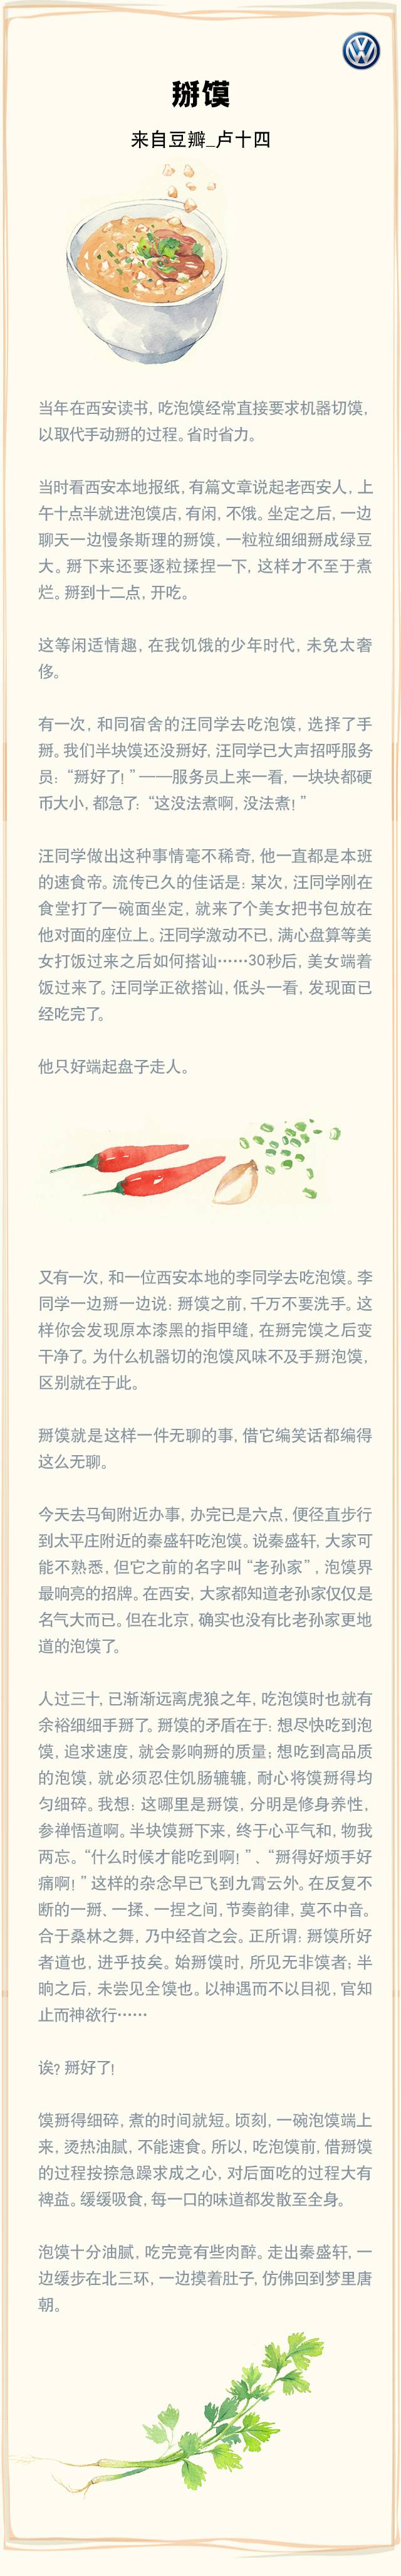 掰馍
来自豆瓣_卢十四
当年在西安读书, 吃泡馍经常直接要求机器切馍,
以取代手动掰的过程。省时省力。
当时看西安本地报纸, 有篇文章说起老西安人, 上
午十点半就进泡馍店, 有闲, 不饿。坐定之后, 一边
聊天一边慢条斯理的掰馍, 一粒粒细细掰成绿豆
大。掰下来还要逐粒揉捏一下, 这样才不至于煮
烂。掰到十二点, 开吃。
这等闲适情趣, 在我饥饿的少年时代, 未免太奢
侈。
有一次, 和同宿舍的汪同学去吃泡馍, 选择了手
掰。我们半块馍还没掰好, 汪同学已大声招呼服务
员: “掰好了! ”——服务员上来一看, 一块块都硬
币大小, 都急了: “这没法煮啊, 没法煮! ”
汪同学做出这种事情毫不稀奇, 他一直都是本班
的速食帝。流传已久的佳话是: 某次, 汪同学刚在
食堂打了一碗面坐定, 就来了个美女把书包放在
他对面的座位上。汪同学激动不已, 满心盘算等美
女打饭过来之后如何搭讪……30秒后, 美女端着
饭过来了。汪同学正欲搭讪, 低头一看, 发现面已
经吃完了。
他只好端起盘子走人。
又有一次, 和一位西安本地的李同学去吃泡馍。李
同学一边掰一边说: 掰馍之前, 千万不要洗手。这
样你会发现原本漆黑的指甲缝, 在掰完馍之后变
干净了。为什么机器切的泡馍风味不及手掰泡馍,
区别就在于此。
掰馍就是这样一件无聊的事, 借它编笑话都编得
这么无聊。
今天去马甸附近办事, 办完已是六点, 便径直步行
到太平庄附近的秦盛轩吃泡馍。说秦盛轩, 大家可
能不熟悉, 但它之前的名字叫 “老孙家” , 泡馍界
最响亮的招牌。在西安, 大家都知道老孙家仅仅是
名气大而已。但在北京, 确实也没有比老孙家更地
道的泡馍了。
人过三十, 已渐渐远离虎狼之年, 吃泡馍时也就有
余裕细细手掰了。掰馍的矛盾在于: 想尽快吃到泡
馍, 追求速度, 就会影响掰的质量; 想吃到高品质
的泡馍, 就必须忍住饥肠辘辘, 耐心将馍掰得均
匀细碎。我想: 这哪里是掰馍, 分明是修身养性,
参禅悟道啊。半块馍掰下来, 终于心平气和, 物我
两忘。“什么时候才能吃到啊! ” 、 “掰得好烦手好
痛啊! ” 这样的杂念早已飞到九霄云外。在反复不
断的一掰、一揉、一捏之间, 节奏韵律, 莫不中音。
合于桑林之舞, 乃中经首之会。正所谓: 掰馍所好
者道也, 进乎技矣。始掰馍时, 所见无非馍者; 半
晌之后, 未尝见全馍也。以神遇而不以目视, 官知
止而神欲行……
诶? 掰好了!
馍掰得细碎, 煮的时间就短。顷刻, 一碗泡馍端上
来, 烫热油腻, 不能速食。所以, 吃泡馍前, 借掰馍
的过程按捺急躁求成之心, 对后面吃的过程大有
裨益。缓缓吸食, 每一口的味道都发散至全身。
泡馍十分油腻, 吃完竟有些肉醉。走出秦盛轩, 一
边缓步在北三环, 一边摸着肚子, 仿佛回到梦里唐
朝。